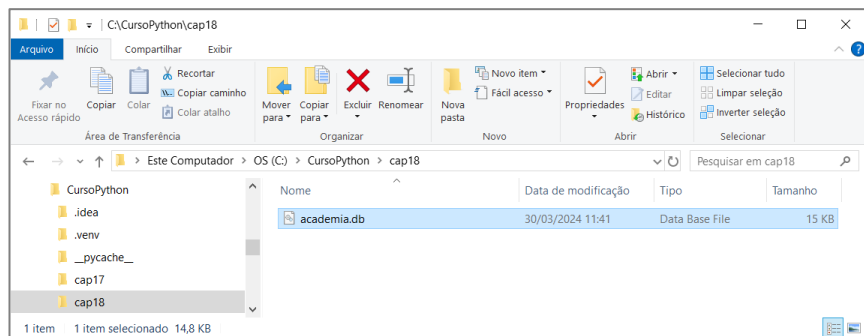 C:\CursoPython\cap18
Arquivo Início Compartilhar Exibir
Fixar no Acesso rápido
Copiar
Colar
Recortar
Copiar caminho
Colar atalho
Área de Transferência
Mover para
Copiar para
Excluir
Renomear
Organizar
Nova pasta
Novo item
Fácil acesso
Novo
Propriedades
Abrir
Editar
Histórico
Abrir
Selecionar tudo
Limpar seleção
Inverter seleção
Selecionar
Este Computador > OS (C:) > CursoPython > cap18
Pesquisar em cap18
CursoPython
.idea
.venv
__pycache__
cap17
cap18
Nome Data de modificação Tipo Tamanho
academia.db 30/03/2024 11:41 Data Base File 15 KB
1 item 1 item selecionado 14,8 KB